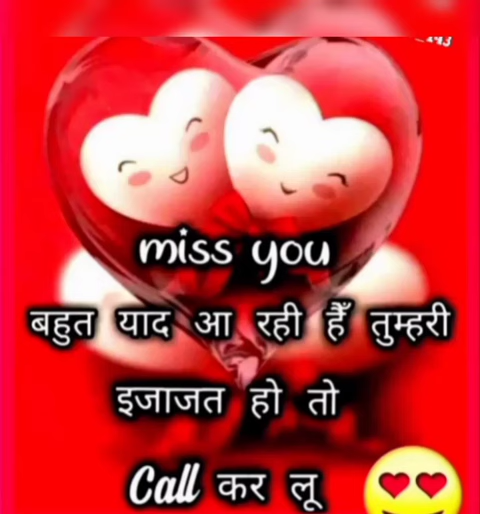 miss you
बहुत याद आ रही हैँ तुम्हरी
इजाजत हो तो
Call कर लू